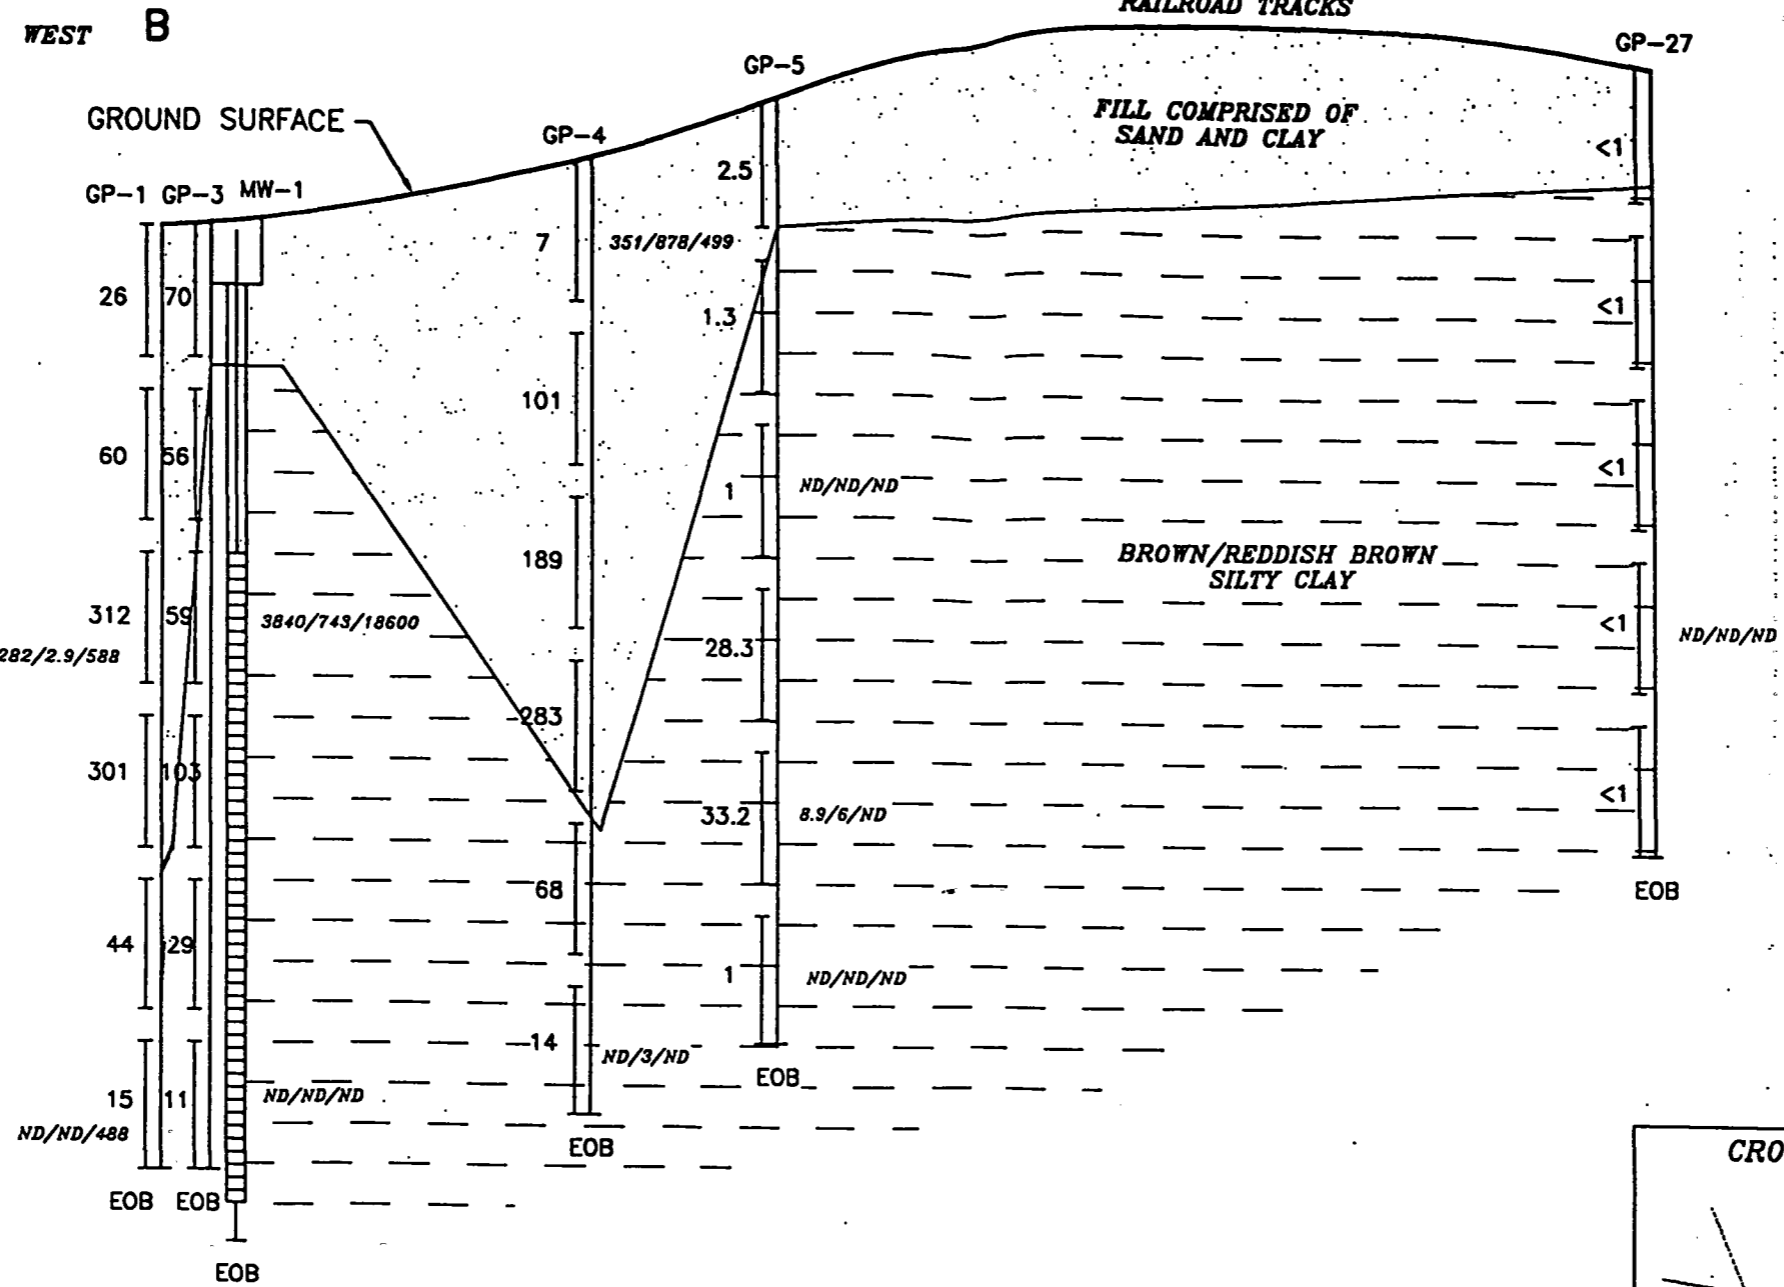 WEST B
RAILROAD TRACKS
GP-27
GP-5
GROUND SURFACE
GP-4
FILL COMPRISED OF
SAND AND CLAY
GP-1 GP-3 MW-1
2.5
<1
7
351/878/499
26
70
1.3
<1
101
60
56
1
ND/ND/ND
<1
189
BROWN/REDDISH BROWN
SILTY CLAY
312
59
3840/743/18600
28.3
<1
ND/ND/ND
282/2.9/588
283
301
103
33.2
8.9/6/ND
<1
68
EOB
44
29
1
ND/ND/ND
14
ND/3/ND
EOB
15
11
ND/ND/ND
ND/ND/488
EOB
CRO
EOB
EOB
EOB